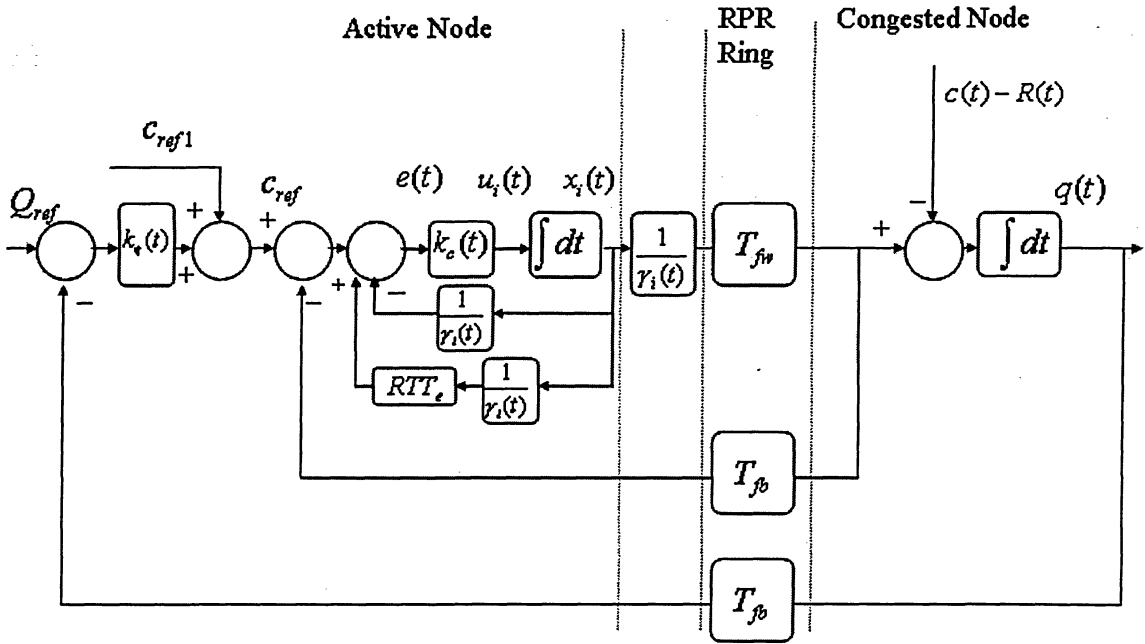 Active Node
RPR
Ring
Congested Node
c(t) − R(t)
c_ref1
Q_ref
−
k_q(t)
+
+
c_ref
+
−
e(t)
u_i(t)
x_i(t)
+
−
k_c(t)
∫dt
1/γ_i(t)
T_fw
+
−
∫dt
q(t)
1/γ_i(t)
RTT_e
1/γ_i(t)
T_fb
T_fb